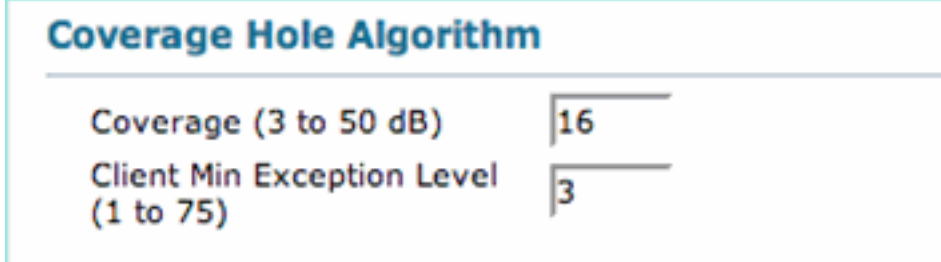 Coverage Hole Algorithm
Coverage (3 to 50 dB) 16
Client Min Exception Level
(1 to 75) 3